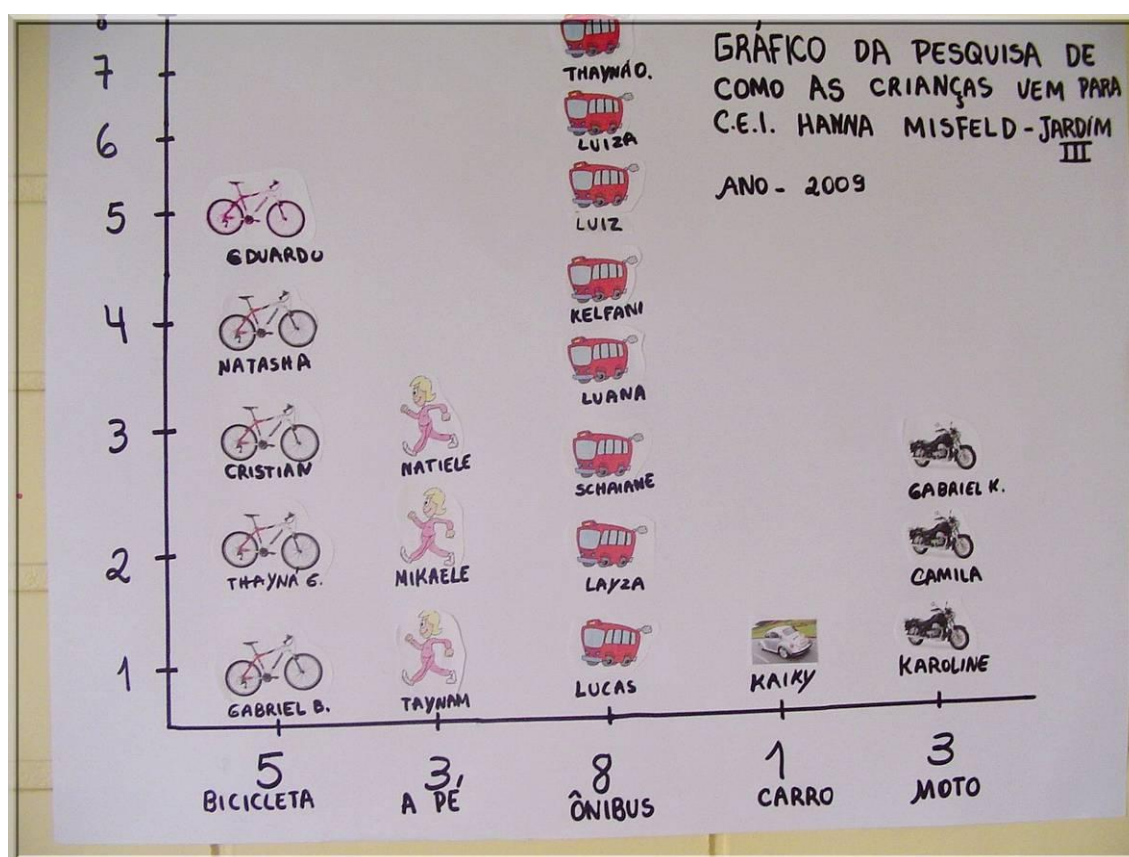 GRÁFICO DA PESQUISA DE
COMO AS CRIANÇAS VEM PARA
C.E.I. HANNA MISFELD - JARDIM
III
ANO - 2009
8
7
6
5
4
3
2
1
EDUARDO
NATASHA
CRISTIAN
THAYNÁ G.
GABRIEL B.
NATIELE
MIKAELE
TAYNAM
THAYNÁ O.
LUIZA
LUIZ
KELFANI
LUANA
SCHAIANE
LAYZA
LUCAS
KAIKY
GABRIEL K.
CAMILA
KAROLINE
5
BICICLETA
3
A PÉ
8
ÔNIBUS
1
CARRO
3
MOTO